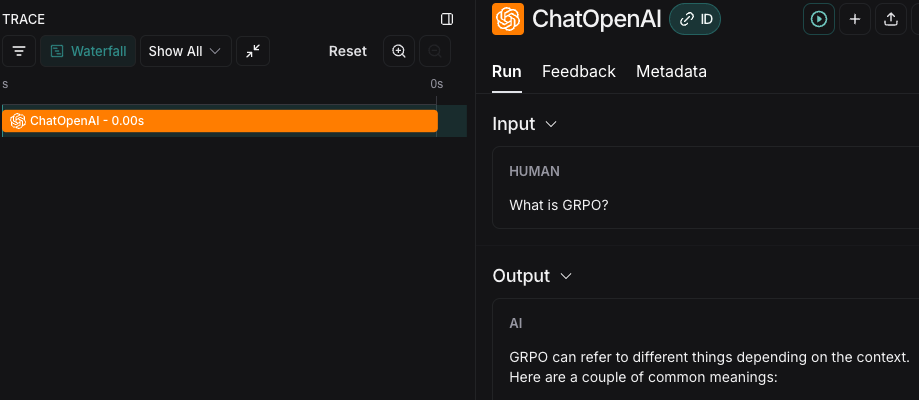 TRACE
Waterfall
Show All
Reset
s
0s
ChatOpenAI - 0.00s
ChatOpenAI
ID
Run
Feedback
Metadata
Input
HUMAN
What is GRPO?
Output
AI
GRPO can refer to different things depending on the context.
Here are a couple of common meanings: